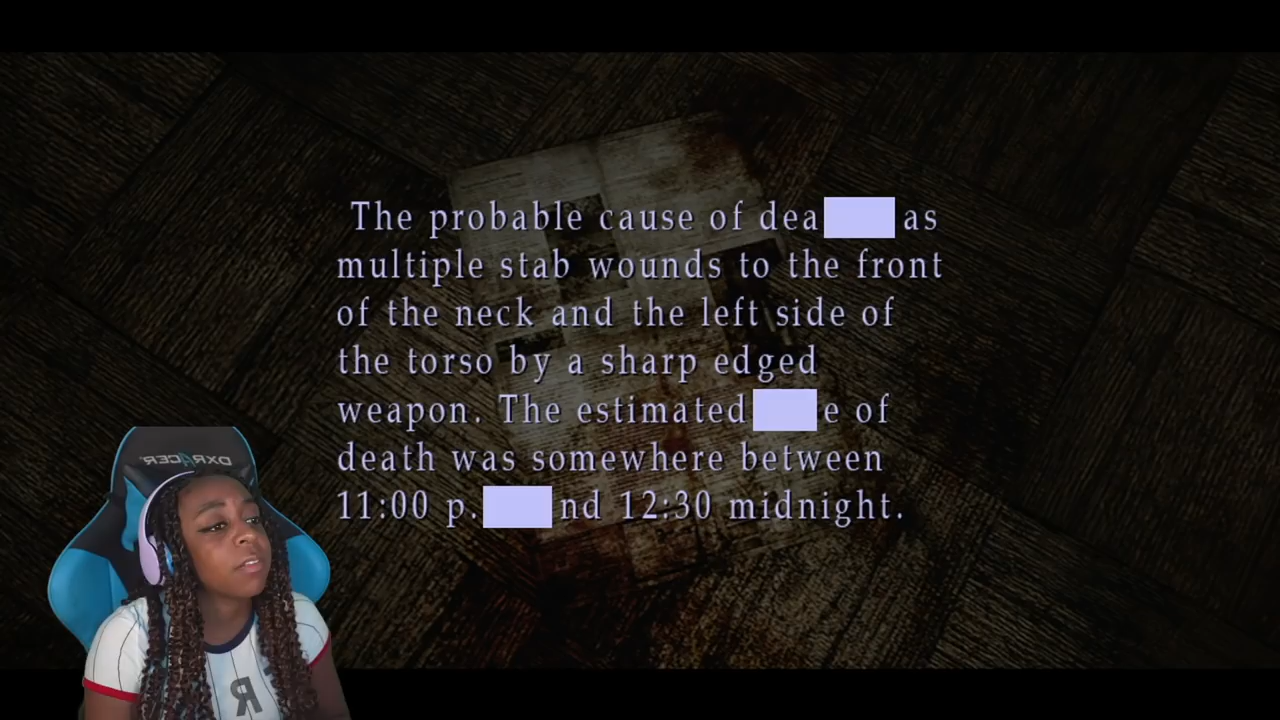 The probable cause of dea as
multiple stab wounds to the front
of the neck and the left side of
the torso by a sharp edged
weapon. The estimated e of
death was somewhere between
11:00 p. nd 12:30 midnight.
DXRACER
R